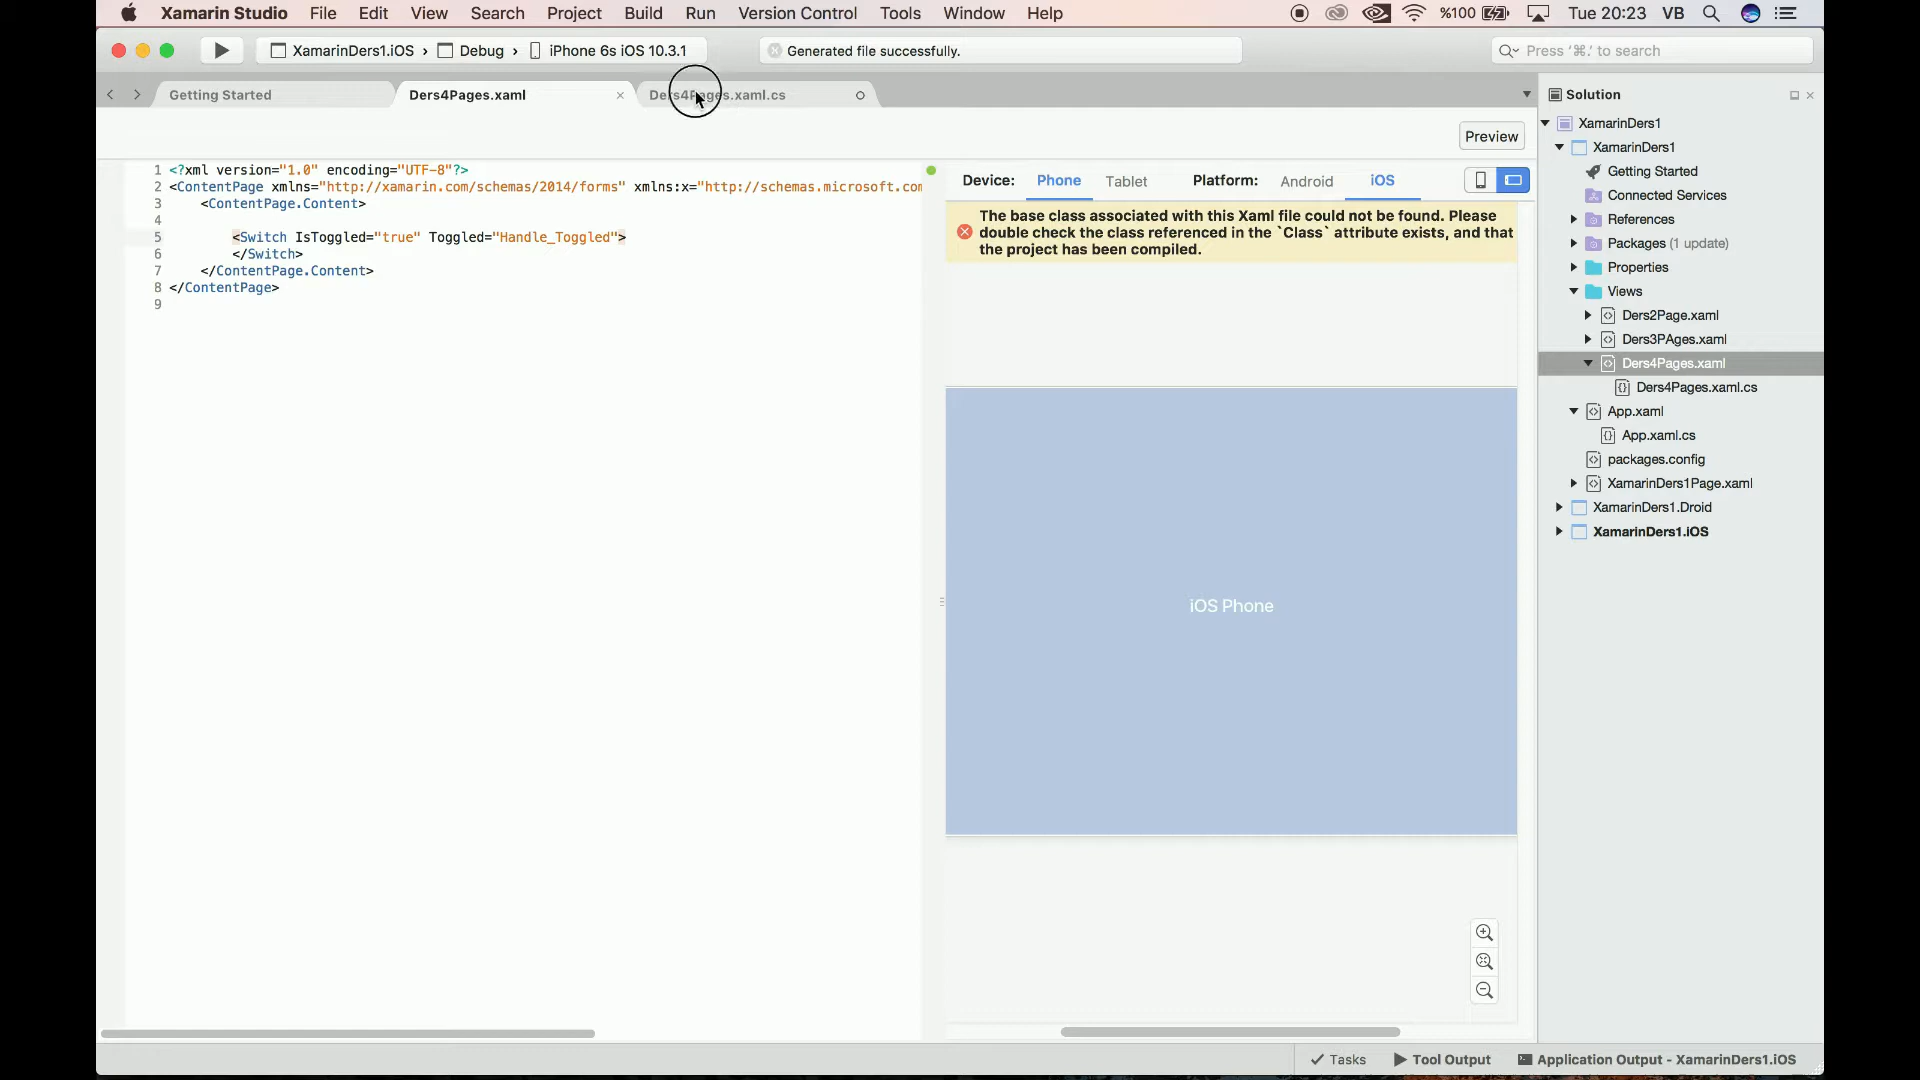 Xamarin Studio File Edit View Search Project Build Run Version Control Tools Window Help %100 Tue 20:23 VB
XamarinDers1.iOS › Debug › iPhone 6s iOS 10.3.1
Generated file successfully.
Press '⌘.' to search
Getting Started
Ders4Pages.xaml
Ders4Pages.xaml.cs
Preview
1 <?xml version="1.0" encoding="UTF-8"?>
2 <ContentPage xmlns="http://xamarin.com/schemas/2014/forms" xmlns:x="http://schemas.microsoft.com
3 <ContentPage.Content>
4
5 <Switch IsToggled="true" Toggled="Handle_Toggled">
6 </Switch>
7 </ContentPage.Content>
8 </ContentPage>
9
Device: Phone Tablet Platform: Android iOS
The base class associated with this Xaml file could not be found. Please
double check the class referenced in the `Class` attribute exists, and that
the project has been compiled.
iOS Phone
Solution
XamarinDers1
XamarinDers1
Getting Started
Connected Services
References
Packages (1 update)
Properties
Views
Ders2Page.xaml
Ders3PAges.xaml
Ders4Pages.xaml
Ders4Pages.xaml.cs
App.xaml
App.xaml.cs
packages.config
XamarinDers1Page.xaml
XamarinDers1.Droid
XamarinDers1.iOS
Tasks
Tool Output
Application Output - XamarinDers1.iOS